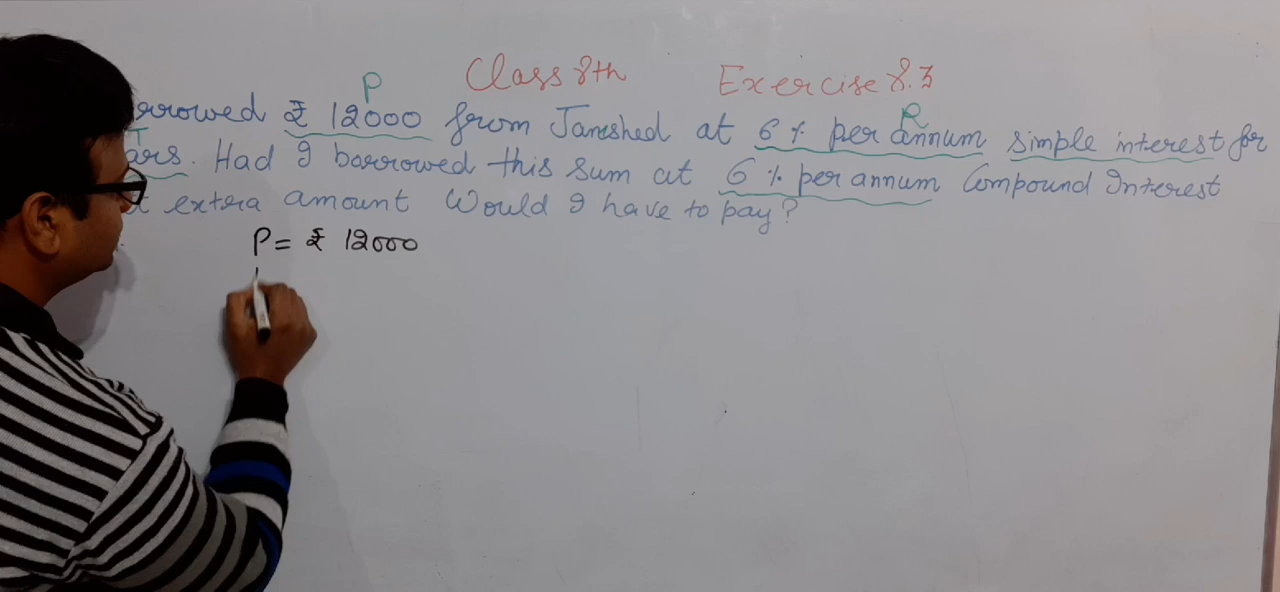 Class 8th Exercise 8.3
P
rrowed ₹ 12000 from Jamshed at 6 % per annum simple interest for
R
T
ars. Had I borrowed this sum at 6 % per annum Compound Interest
t extra amount Would I have to pay?
P = ₹ 12000